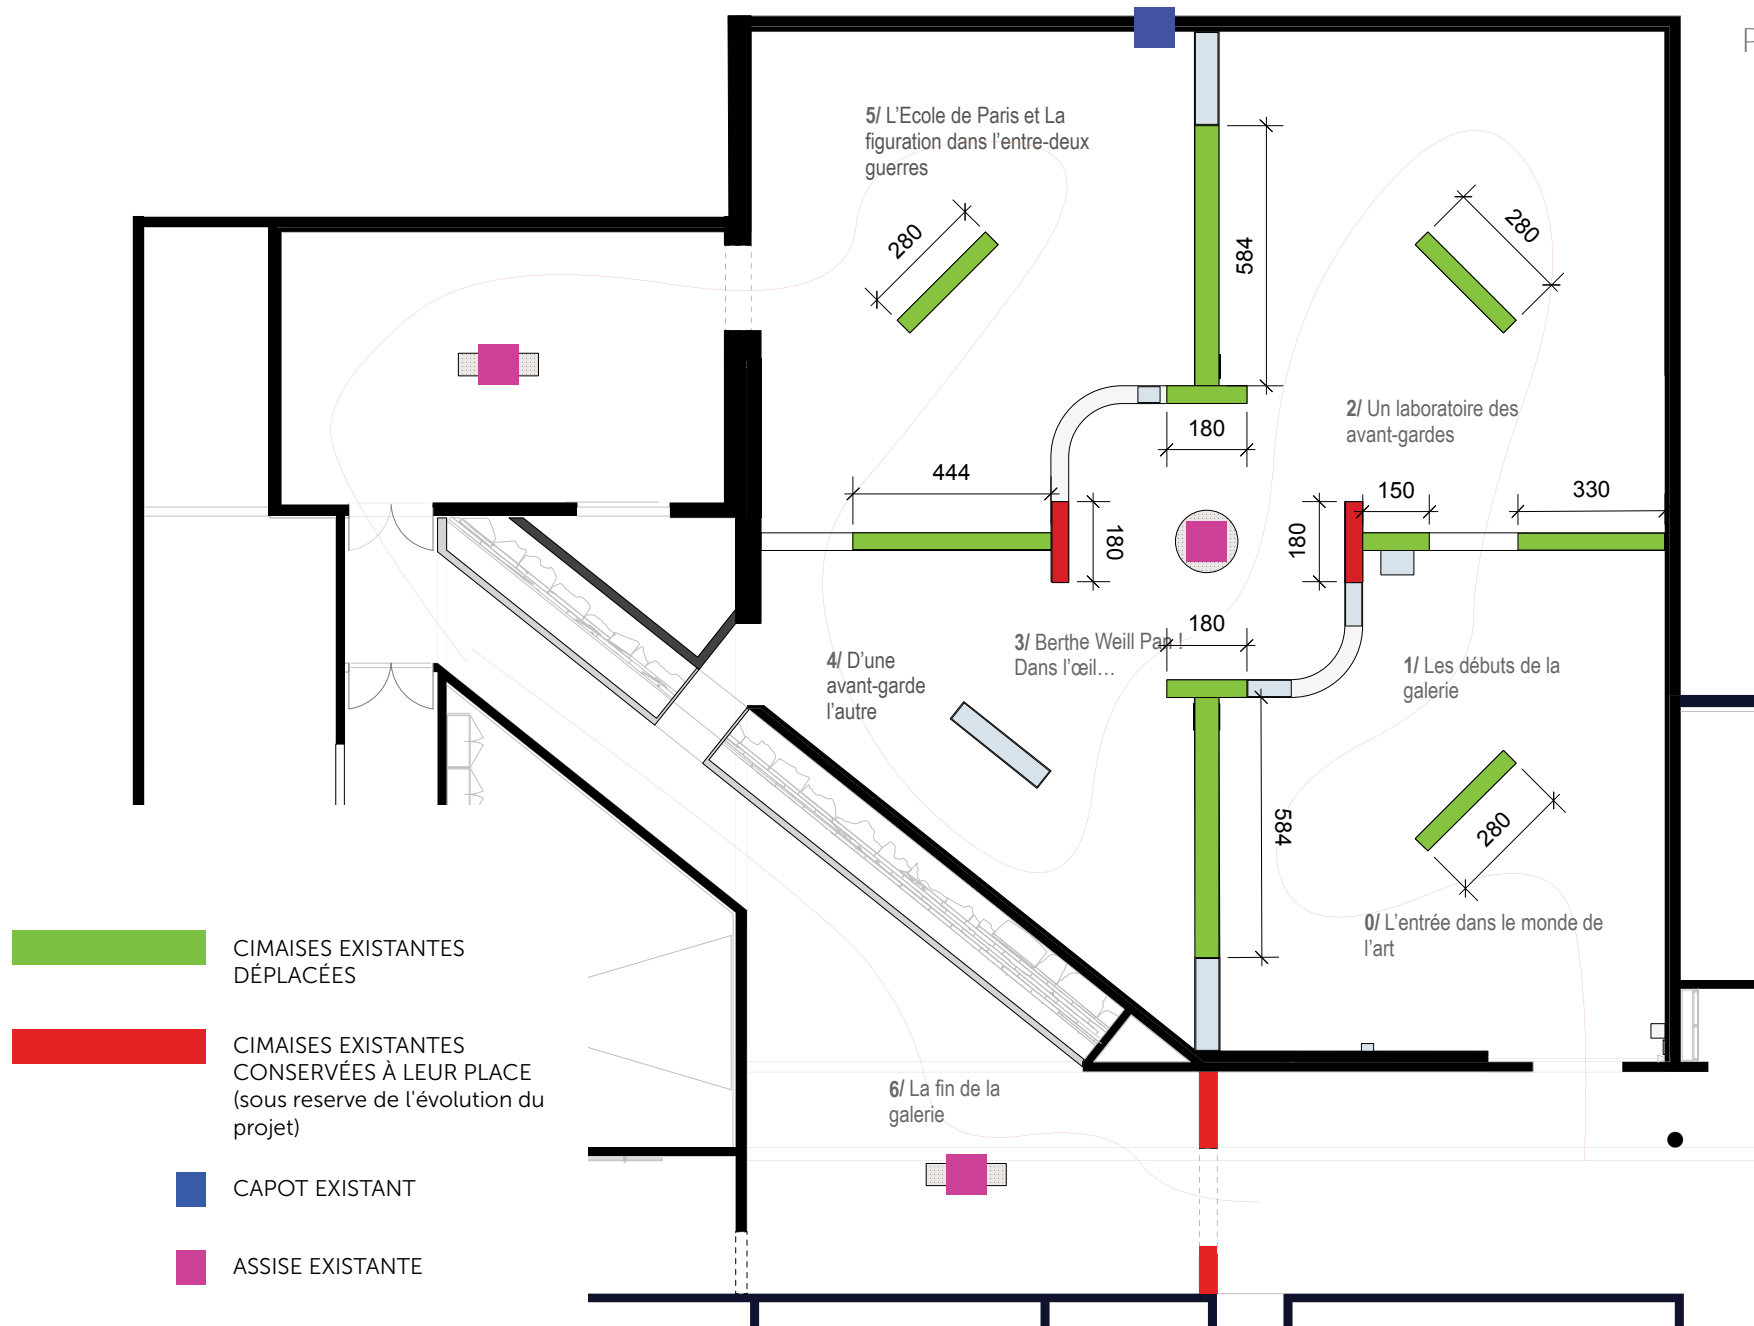 P
5/ L'Ecole de Paris et La
figuration dans l'entre-deux
guerres
280
584
280
2/ Un laboratoire des
avant-gardes
180
444
150
330
180
180
180
3/ Berthe Weill Pan !
Dans l'œil…
4/ D'une
avant-garde
l'autre
1/ Les débuts de la
galerie
584
280
0/ L'entrée dans le monde de
l'art
6/ La fin de la
galerie
CIMAISES EXISTANTES
DÉPLACÉES
CIMAISES EXISTANTES
CONSERVÉES À LEUR PLACE
(sous reserve de l'évolution du
projet)
CAPOT EXISTANT
ASSISE EXISTANTE